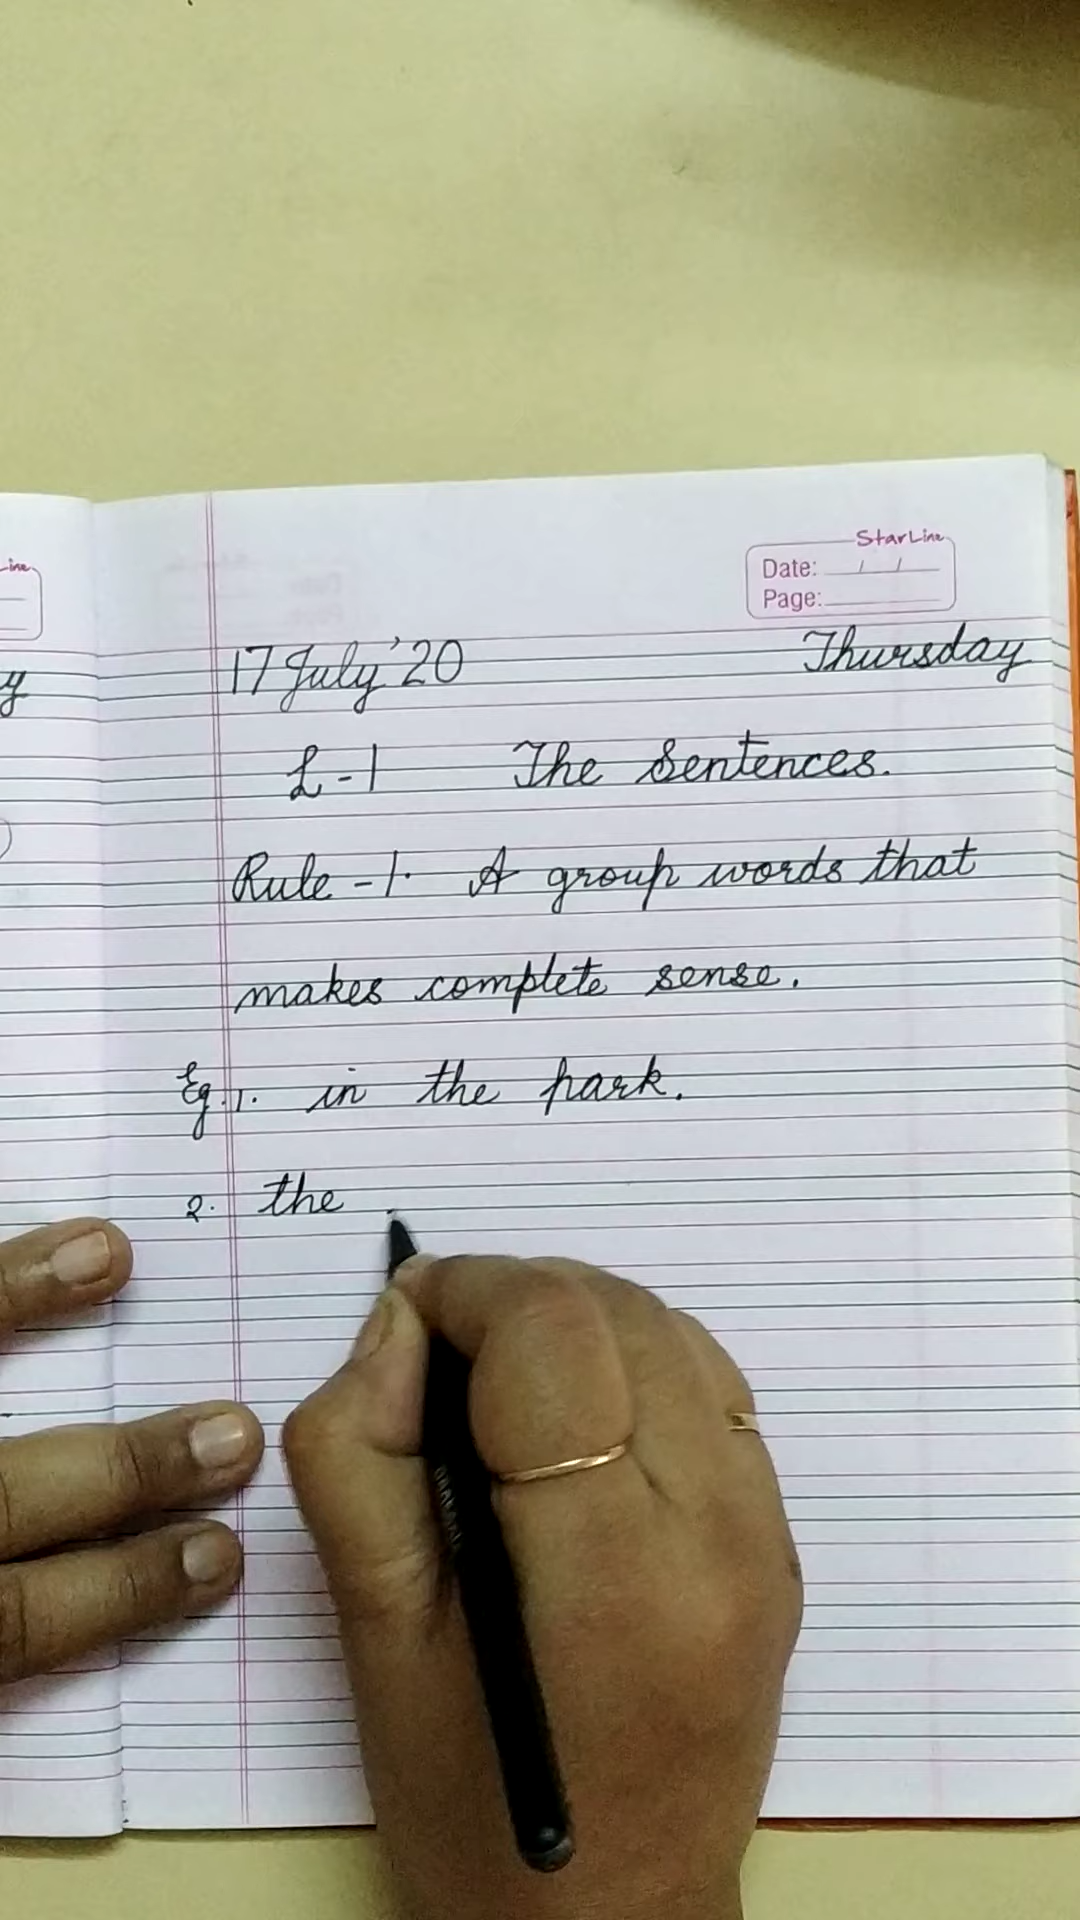 StarLine
Date: / /
Page:
17 July '20 Thursday
L-1 The Sentences.
Rule -1. A group words that
makes complete sense.
Eg.1. in the park.
2. the